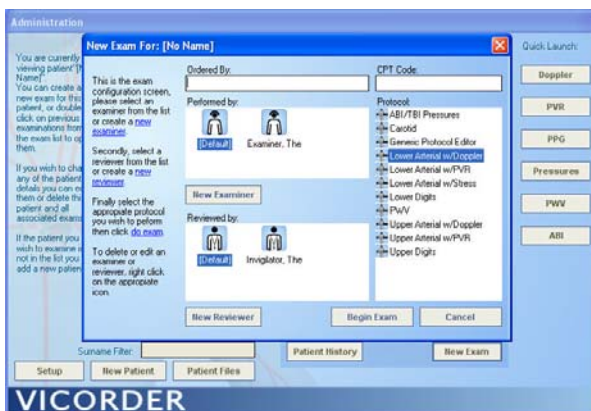 Administration
You are currently
viewing patient "[N
Name]".
You can create a
new exam for this
patient, or double
click on previous
examinations from
the exam list to op
them.
If you wish to cha
any of the patient
details you can e
them or delete thi
patient and all
associated exams
If the patient you
wish to examine i
not in the list you
add a new patien
New Exam For: [No Name]
This is the exam
configuration screen,
please select an
examiner from the list
or create a new
examiner.
Secondly, select a
reviewer from the list
or create a new
reviewer.
Finally select the
appropiate protocol
you wish to peform
then click do exam.
To delete or edit an
examiner or
reviewer, right click
on the appropiate
icon.
Ordered By:
Performed by:
[Default] Examiner, The
New Examiner
Reviewed by:
[Default] Invigilator, The
New Reviewer
CPT Code:
Protocol:
ABI/TBI Pressures
Carotid
Generic Protocol Editor
Lower Arterial w/Doppler
Lower Arterial w/PVR
Lower Arterial w/Stress
Lower Digits
PWV
Upper Arterial w/Doppler
Upper Arterial w/PVR
Upper Digits
Begin Exam Cancel
Quick Launch:
Doppler
PVR
PPG
Pressures
PWV
ABI
Surname Filter:
Patient History
New Exam
Setup
New Patient
Patient Files
VICORDER